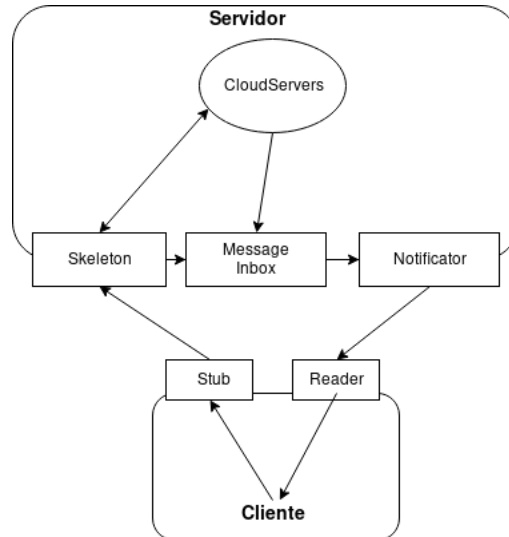 Servidor
CloudServers
Skeleton
Message
Inbox
Notificator
Stub
Reader
Cliente